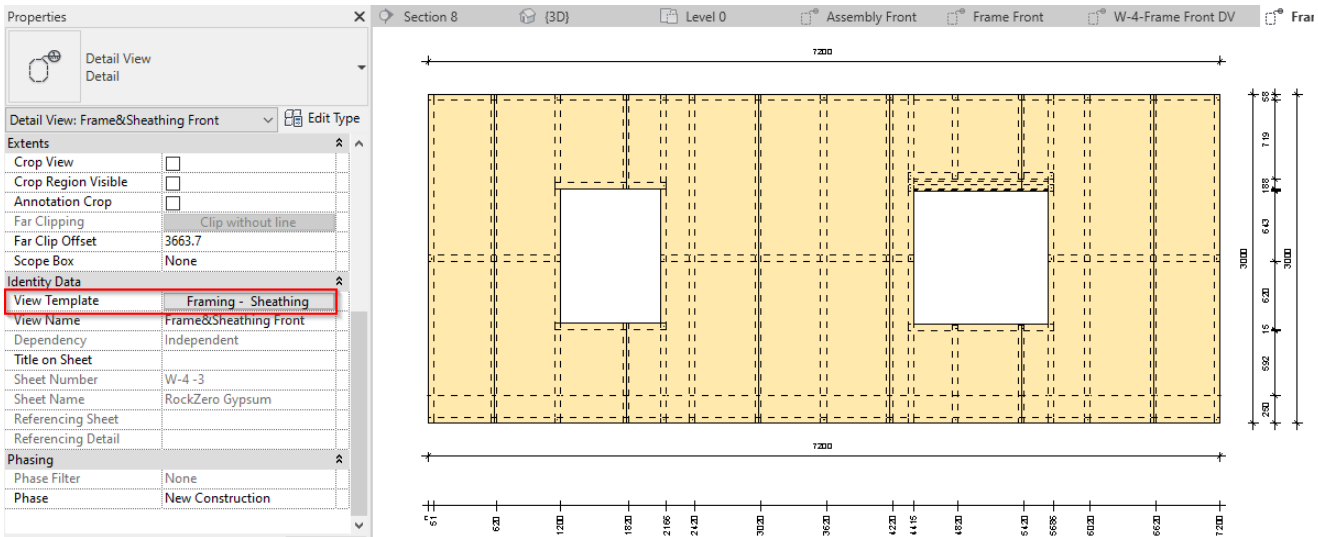 Properties
Detail View
Detail
Detail View: Frame&Sheathing Front
Edit Type
Extents
Crop View
Crop Region Visible
Annotation Crop
Far Clipping Clip without line
Far Clip Offset 3663.7
Scope Box None
Identity Data
View Template Framing - Sheathing
View Name Frame&Sheathing Front
Dependency Independent
Title on Sheet
Sheet Number W-4 -3
Sheet Name RockZero Gypsum
Referencing Sheet
Referencing Detail
Phasing
Phase Filter None
Phase New Construction
Section 8 {3D} Level 0 Assembly Front Frame Front W-4-Frame Front DV Frar
7200
58
719
188
643
620
15
592
250
3000
3000
7200
51 620 1200 1820 2166 2420 3020 3620 4220 4415 4820 5420 5686 6020 6620 7200